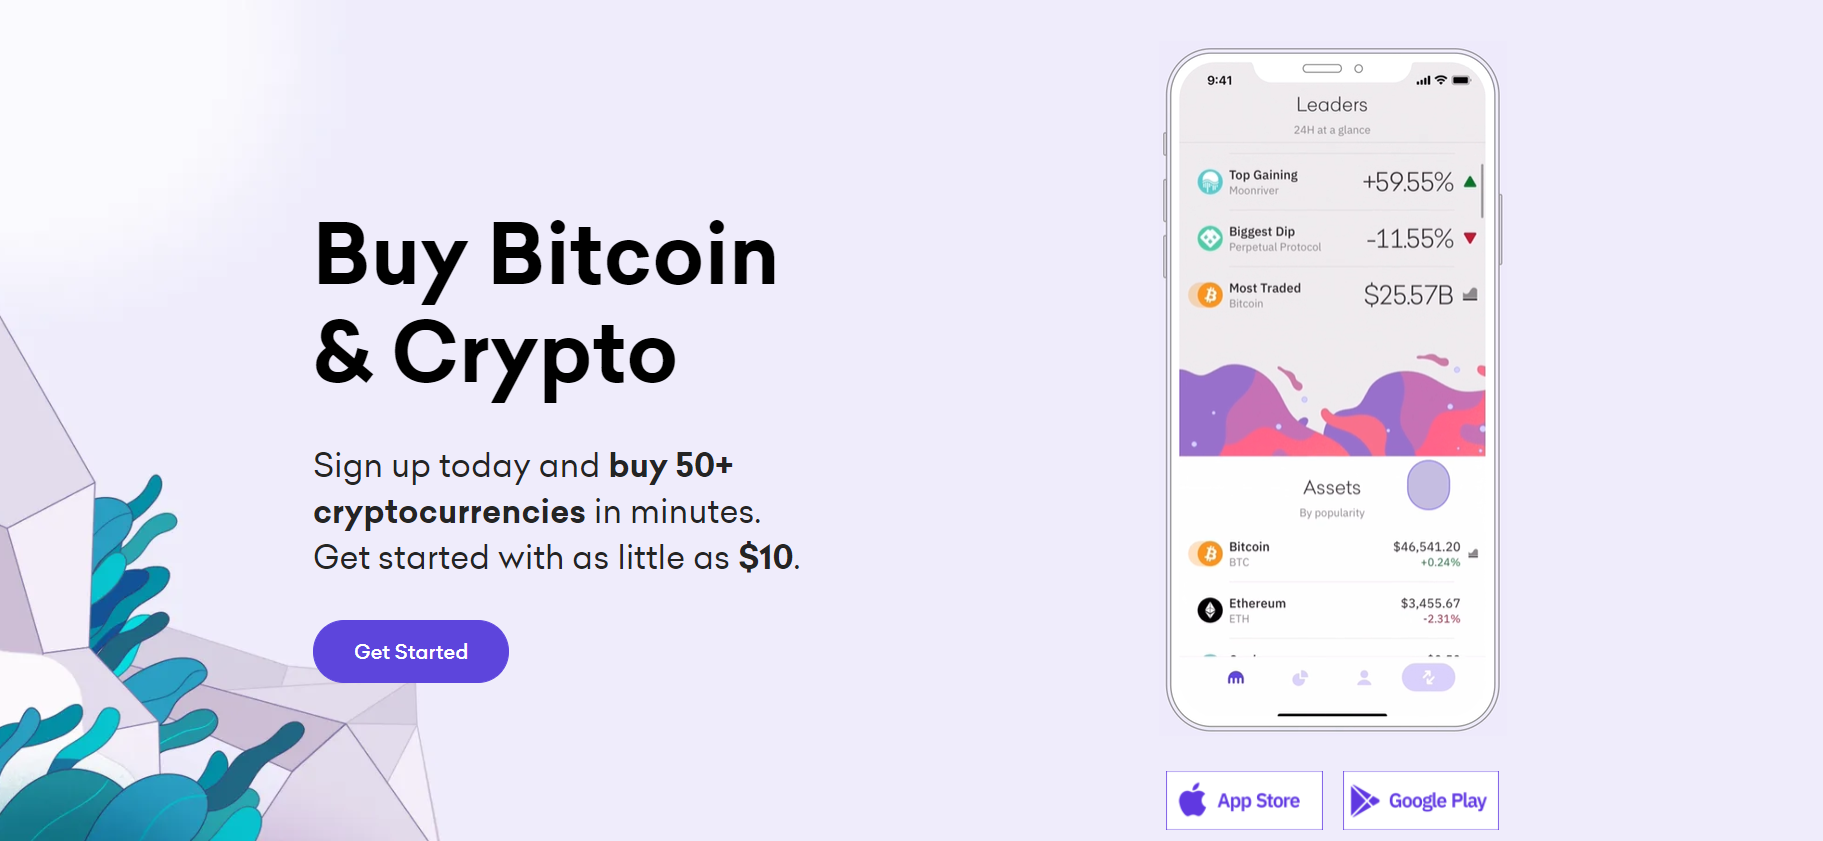 Buy Bitcoin
& Crypto
Sign up today and buy 50+
cryptocurrencies in minutes.
Get started with as little as $10.
Get Started
9:41
Leaders
24H at a glance
Top Gaining
Moonriver
+59.55%
Biggest Dip
Perpetual Protocol
-11.55%
Most Traded
Bitcoin
$25.57B
Assets
By popularity
Bitcoin
BTC
$46,541.20
+0.24%
Ethereum
ETH
$3,455.67
-2.31%
App Store
Google Play